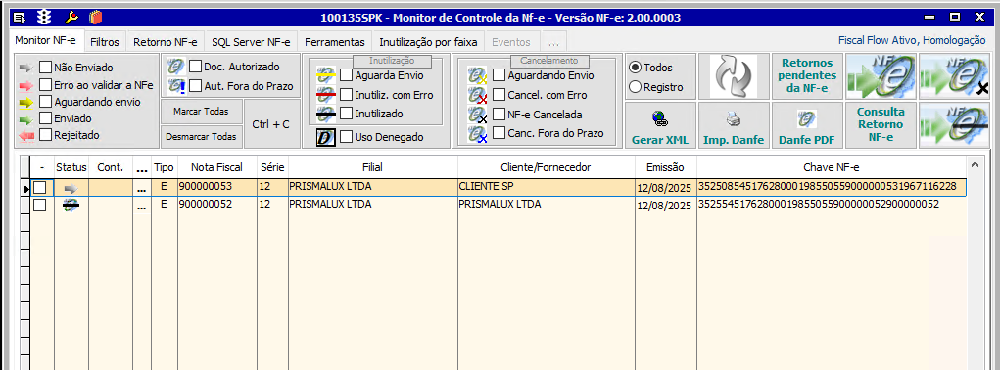 100135SPK - Monitor de Controle da Nf-e - Versão NF-e: 2.00.0003
Monitor NF-e Filtros Retorno NF-e SQL Server NF-e Ferramentas Inutilização por faixa Eventos ... Fiscal Flow Ativo, Homologação
Não Enviado
Erro ao validar a NFe
Aguardando envio
Enviado
Rejeitado
Doc. Autorizado
Aut. Fora do Prazo
Marcar Todas
Desmarcar Todas
Ctrl + C
Inutilização
Aguarda Envio
Inutiliz. com Erro
Inutilizado
Uso Denegado
Cancelamento
Aguardando Envio
Cancel. com Erro
NF-e Cancelada
Canc. Fora do Prazo
Todos
Registro
Gerar XML
Imp. Danfe
Retornos
pendentes
da NF-e
Danfe PDF
Consulta
Retorno
NF-e
- Status Cont. ... Tipo Nota Fiscal Série Filial Cliente/Fornecedor Emissão Chave NF-e
... E 900000053 12 PRISMALUX LTDA CLIENTE SP 12/08/2025 35250854517628000198550559000000531967116228
... E 900000052 12 PRISMALUX LTDA PRISMALUX LTDA 12/08/2025 35255451762800019855055900000052900000052